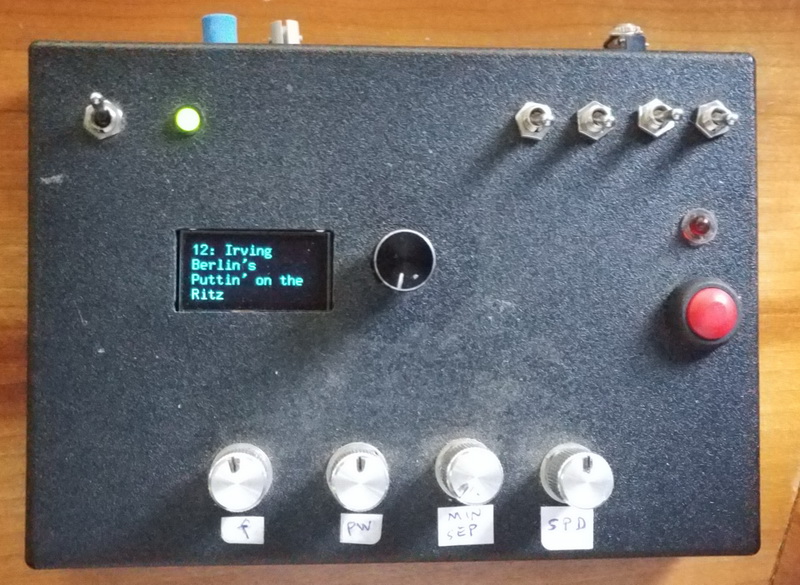 12: Irving
Berlin's
Puttin' on the
Ritz
f
PW
MIN
SEP
SPD